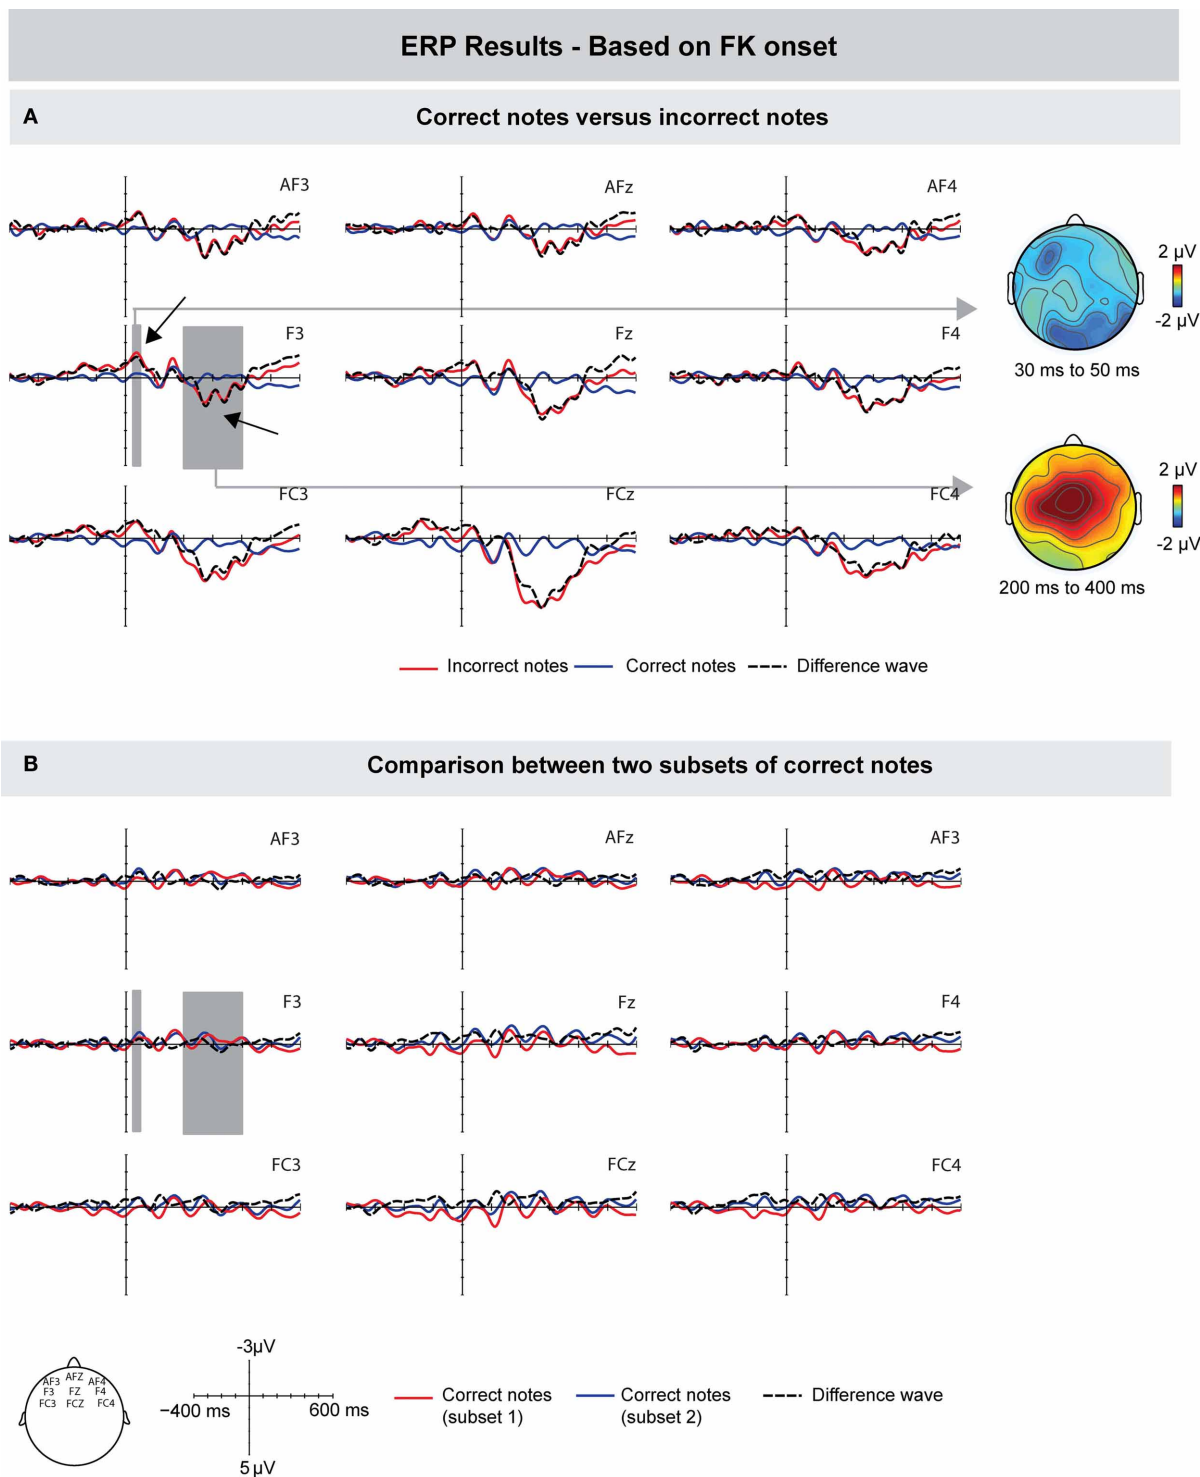 ERP Results - Based on FK onset
A Correct notes versus incorrect notes
AF3 AFz AF4
2 µV
-2 µV
30 ms to 50 ms
F3 Fz F4
2 µV
-2 µV
200 ms to 400 ms
FC3 FCz FC4
Incorrect notes Correct notes Difference wave
B Comparison between two subsets of correct notes
AF3 AFz AF3
F3 Fz F4
FC3 FCz FC4
AF3 AFZ AF4
F3 FZ F4
FC3 FCZ FC4
-3µV
−400 ms 600 ms
5 µV
Correct notes (subset 1)
Correct notes (subset 2)
Difference wave